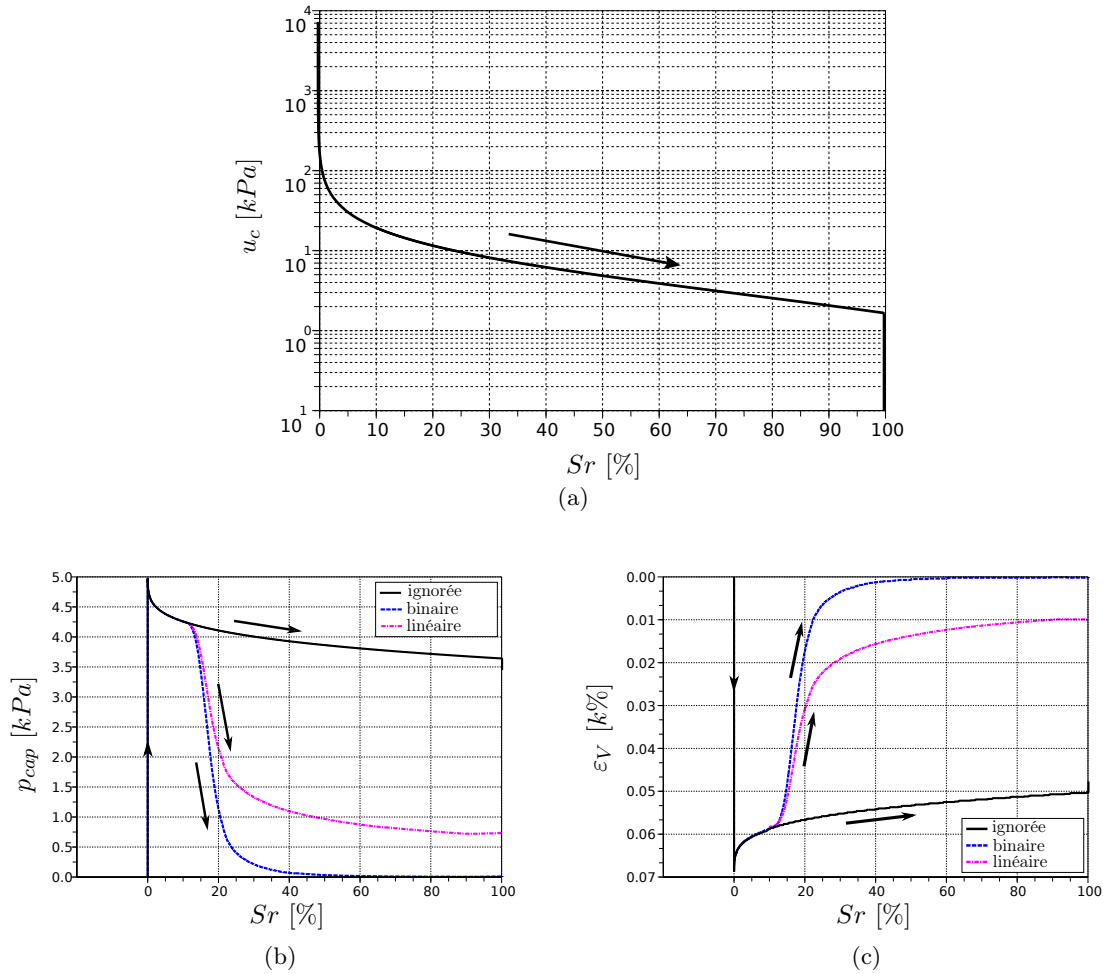 10 4
10 3
10 2
10 1
10 0
10 1
u_c [kPa]
0 10 20 30 40 50 60 70 80 90 100
Sr [%]
(a)
5.0
4.5
4.0
3.5
3.0
2.5
2.0
1.5
1.0
0.5
0.0
p_cap [kPa]
ignorée
binaire
linéaire
0 20 40 60 80 100
Sr [%]
(b)
0.00
0.01
0.02
0.03
0.04
0.05
0.06
0.07
ε_V [k%]
ignorée
binaire
linéaire
0 20 40 60 80 100
Sr [%]
(c)